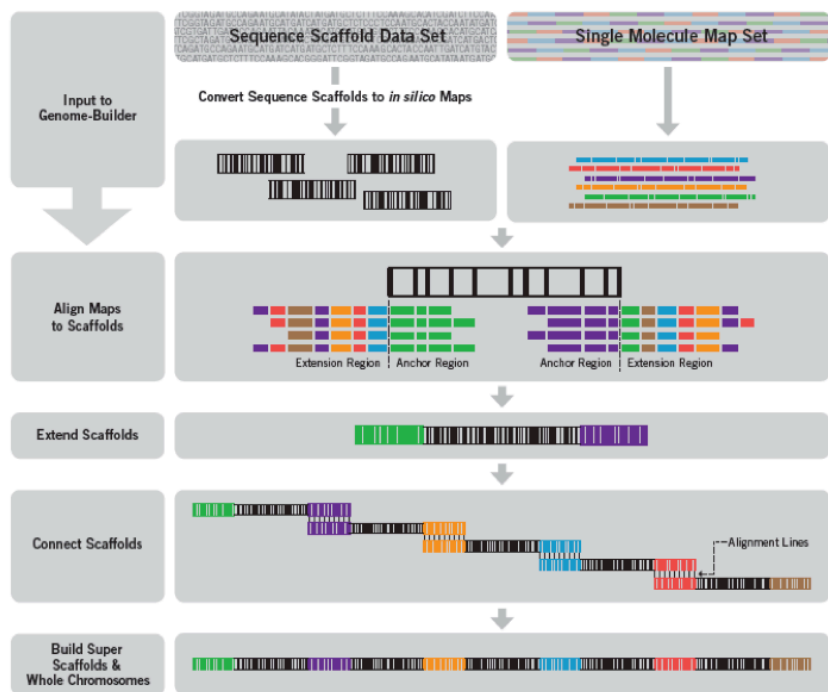 Sequence Scaffold Data Set
Single Molecule Map Set
Input to
Genome-Builder
Convert Sequence Scaffolds to in silico Maps
Align Maps
to Scaffolds
Extension Region
Anchor Region
Anchor Region
Extension Region
Extend Scaffolds
Connect Scaffolds
Alignment Lines
Build Super
Scaffolds &
Whole Chromosomes